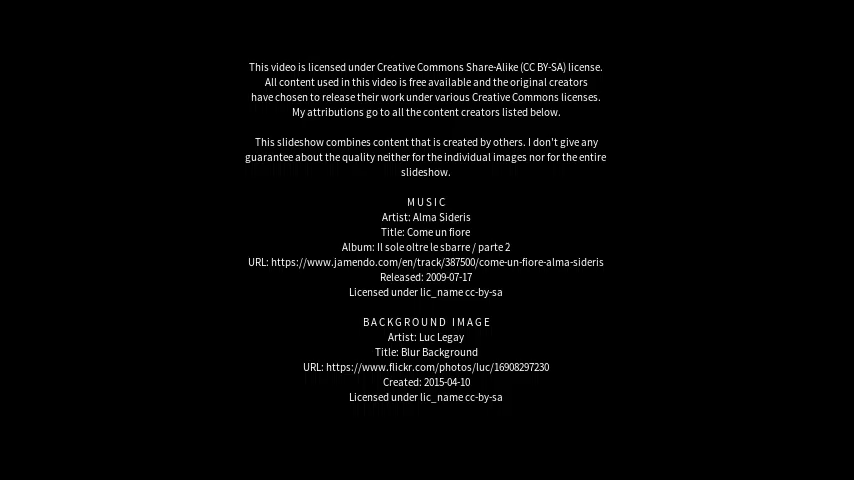 This video is licensed under Creative Commons Share-Alike (CC BY-SA) license.
All content used in this video is free available and the original creators
have chosen to release their work under various Creative Commons licenses.
My attributions go to all the content creators listed below.
This slideshow combines content that is created by others. I don't give any
guarantee about the quality neither for the individual images nor for the entire
slideshow.
MUSIC
Artist: Alma Sideris
Title: Come un fiore
Album: Il sole oltre le sbarre / parte 2
URL: https://www.jamendo.com/en/track/387500/come-un-fiore-alma-sideris
Released: 2009-07-17
Licensed under lic_name cc-by-sa
BACKGROUND IMAGE
Artist: Luc Legay
Title: Blur Background
URL: https://www.flickr.com/photos/luc/16908297230
Created: 2015-04-10
Licensed under lic_name cc-by-sa